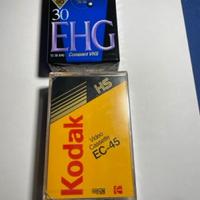 30
EHG
Compact VHS
HS
Kodak
Video
Cassette
EC-45